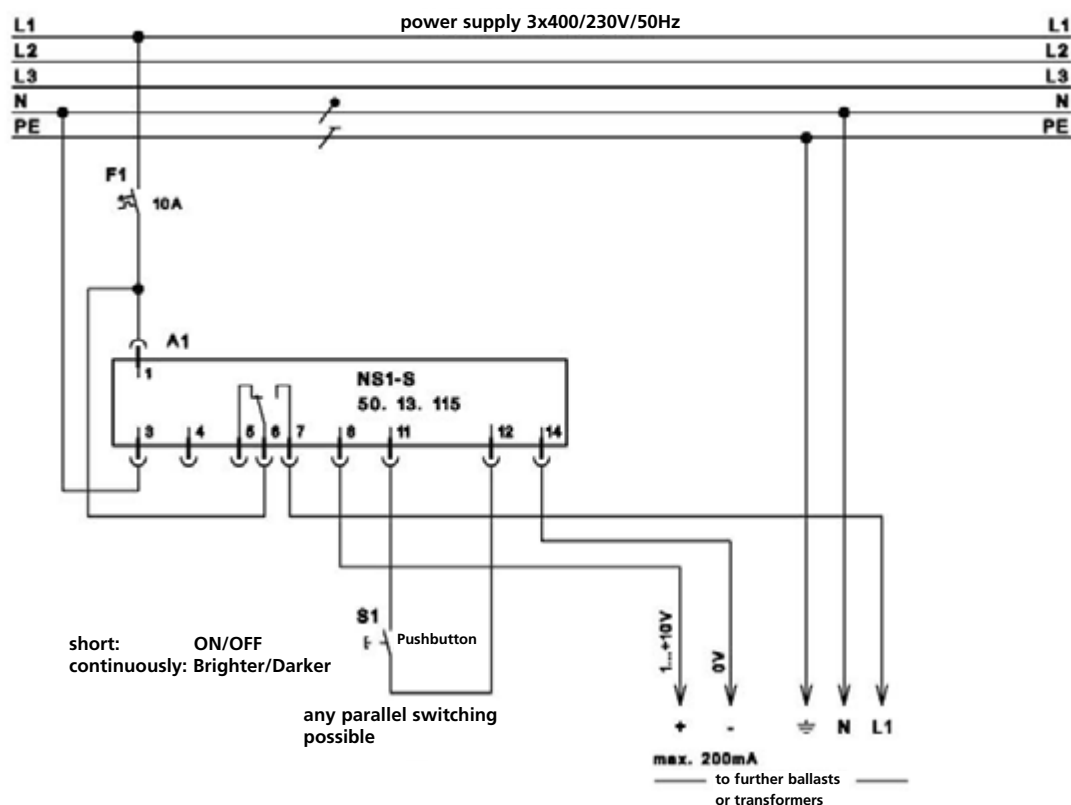 power supply 3x400/230V/50Hz
L1 L1
L2 L2
L3 L3
N N
PE PE
F1
10A
A1
1
NS1-S
50. 13. 115
3 4 5 6 7 8 11 12 14
S1
Pushbutton
1...+10V
0V
short: ON/OFF
continuously: Brighter/Darker
any parallel switching
possible
+ - N L1
max. 200mA
to further ballasts
or transformers